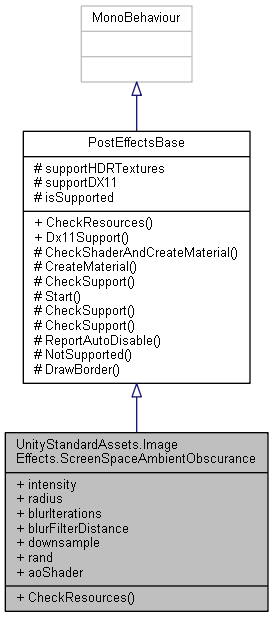 MonoBehaviour
PostEffectsBase
# supportHDRTextures
# supportDX11
# isSupported
+ CheckResources()
+ Dx11Support()
# CheckShaderAndCreateMaterial()
# CreateMaterial()
# CheckSupport()
# Start()
# CheckSupport()
# CheckSupport()
# ReportAutoDisable()
# NotSupported()
# DrawBorder()
UnityStandardAssets.Image
Effects.ScreenSpaceAmbientObscurance
+ intensity
+ radius
+ blurIterations
+ blurFilterDistance
+ downsample
+ rand
+ aoShader
+ CheckResources()